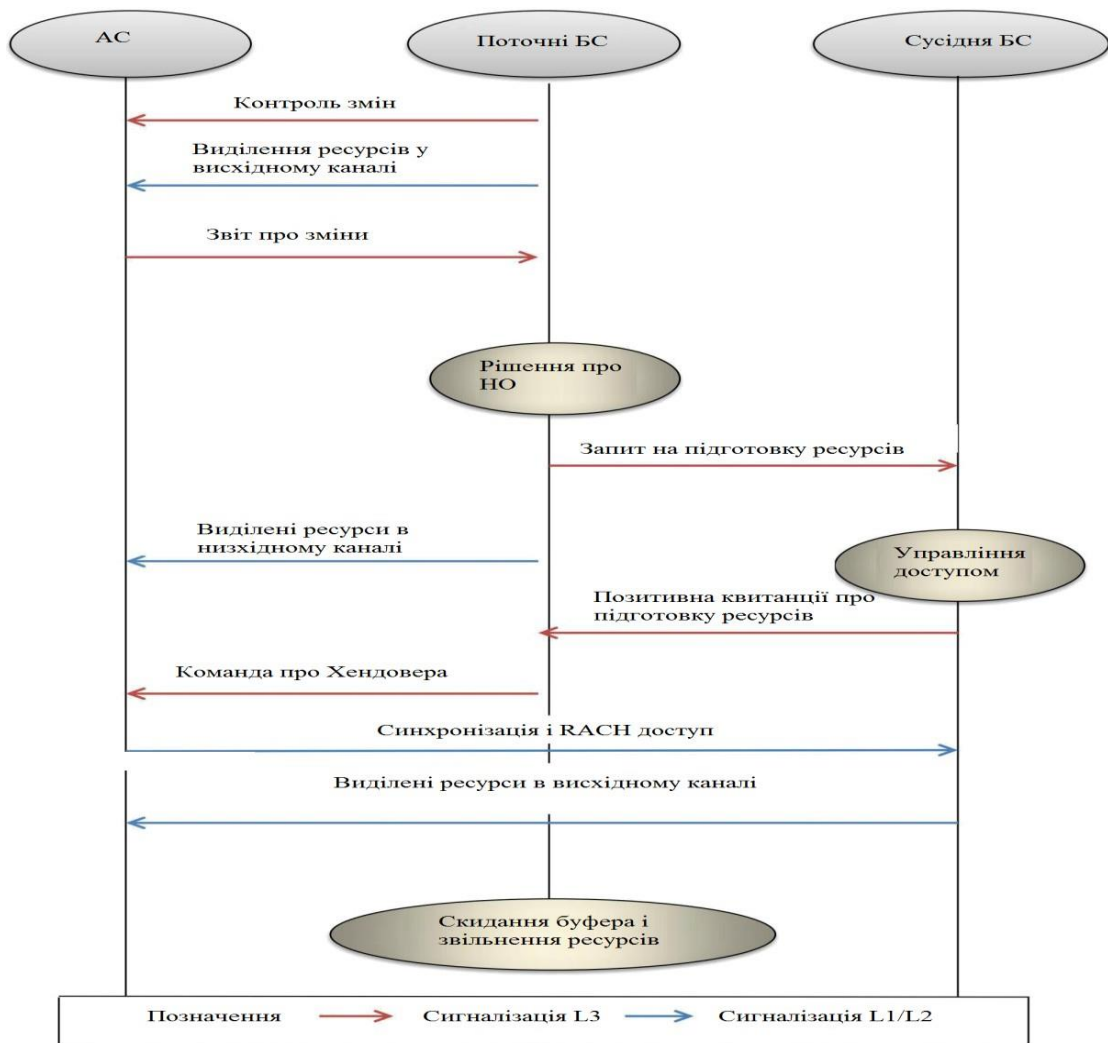 АС
Поточні БС
Сусідня БС
Контроль змін
Виділення ресурсів у
висхідному каналі
Звіт про зміни
Рішення про
НО
Запит на підготовку ресурсів
Виділені ресурси в
низхідному каналі
Управління
доступом
Позитивна квитанції про
підготовку ресурсів
Команда про Хендовера
Синхронізація і RACH доступ
Виділені ресурси в висхідному каналі
Скидання буфера і
звільнення ресурсів
Позначення Сигналізація L3 Сигналізація L1/L2